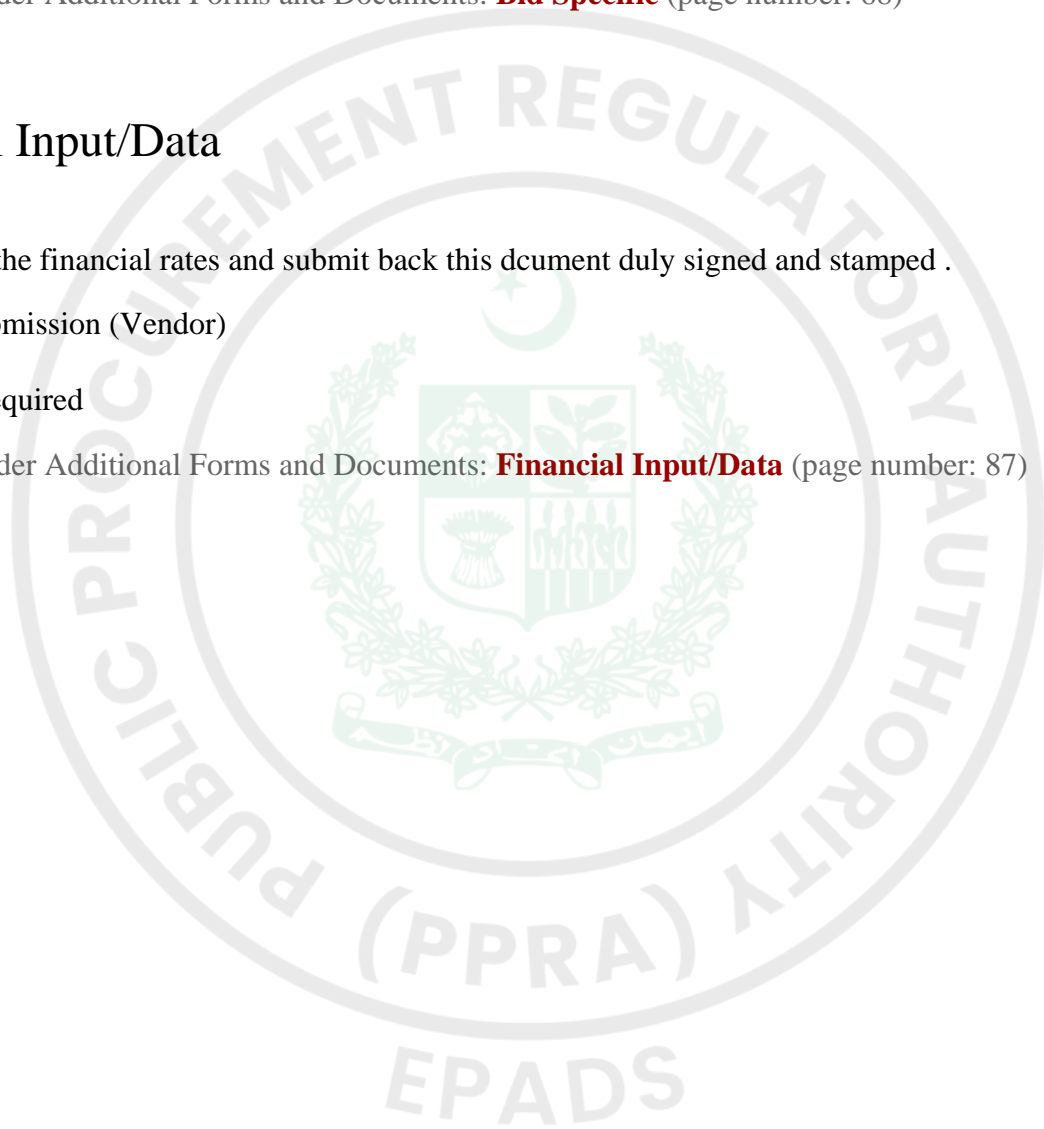 der Additional Forms and Documents: Bid Specific (page number: 68)
Input/Data
the financial rates and submit back this dcument duly signed and stamped .
mission (Vendor)
equired
der Additional Forms and Documents: Financial Input/Data (page number: 87)
PUBLIC PROCUREMENT REGULATORY AUTHORITY
(PPRA)
EPADS